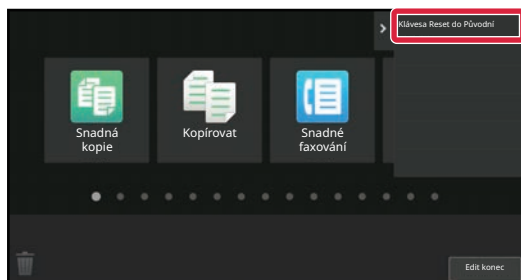 Klávesa Reset do Původní
Snadná
kopie
Kopírovat
Snadné
faxování
Edit konec